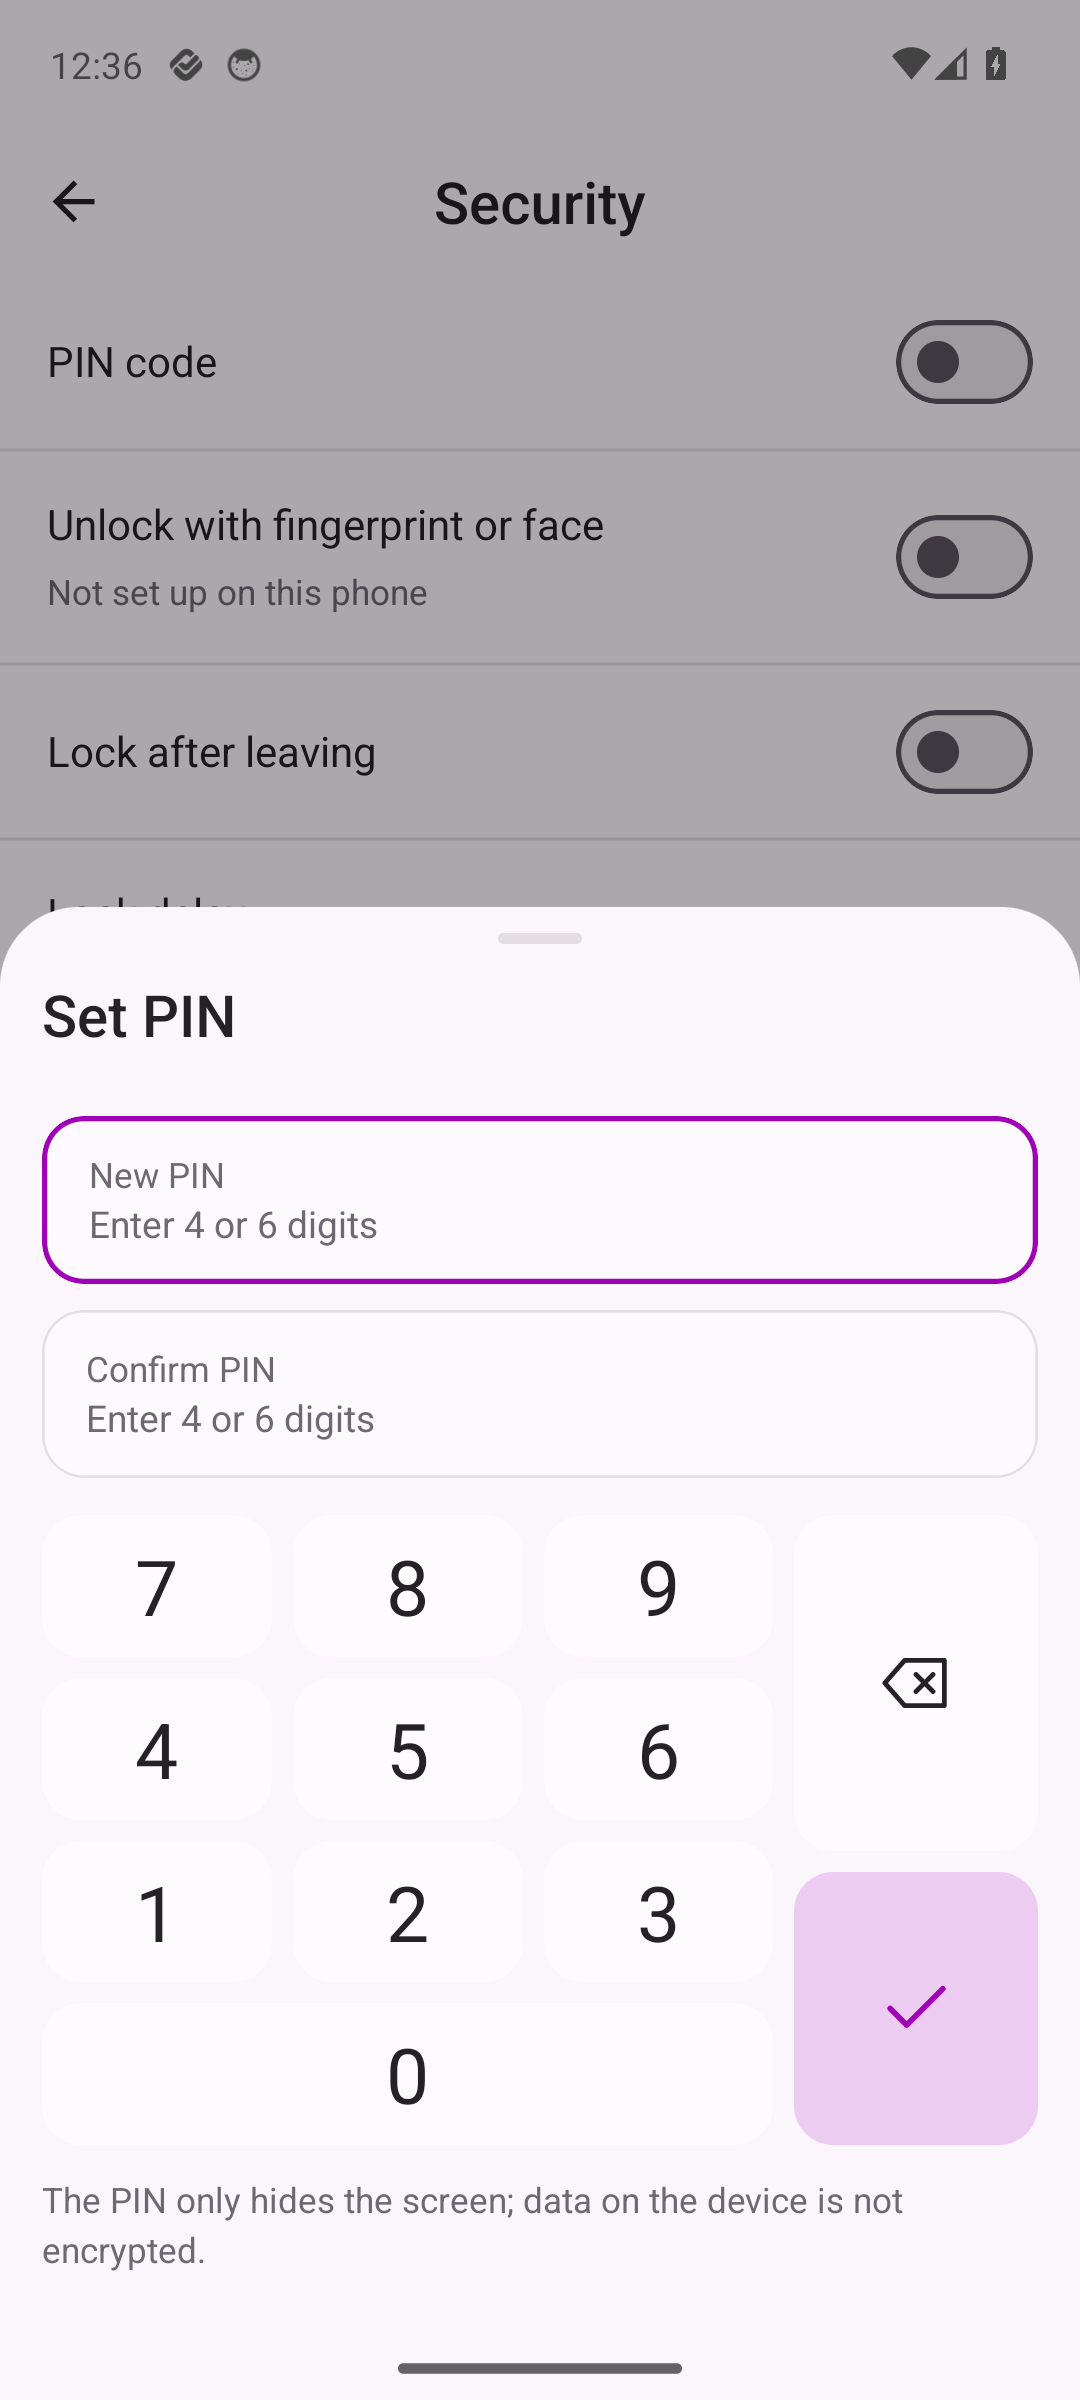 12:36
Security
PIN code
Unlock with fingerprint or face
Not set up on this phone
Lock after leaving
Set PIN
New PIN
Enter 4 or 6 digits
Confirm PIN
Enter 4 or 6 digits
7 8 9
4 5 6
1 2 3
0
The PIN only hides the screen; data on the device is not
encrypted.